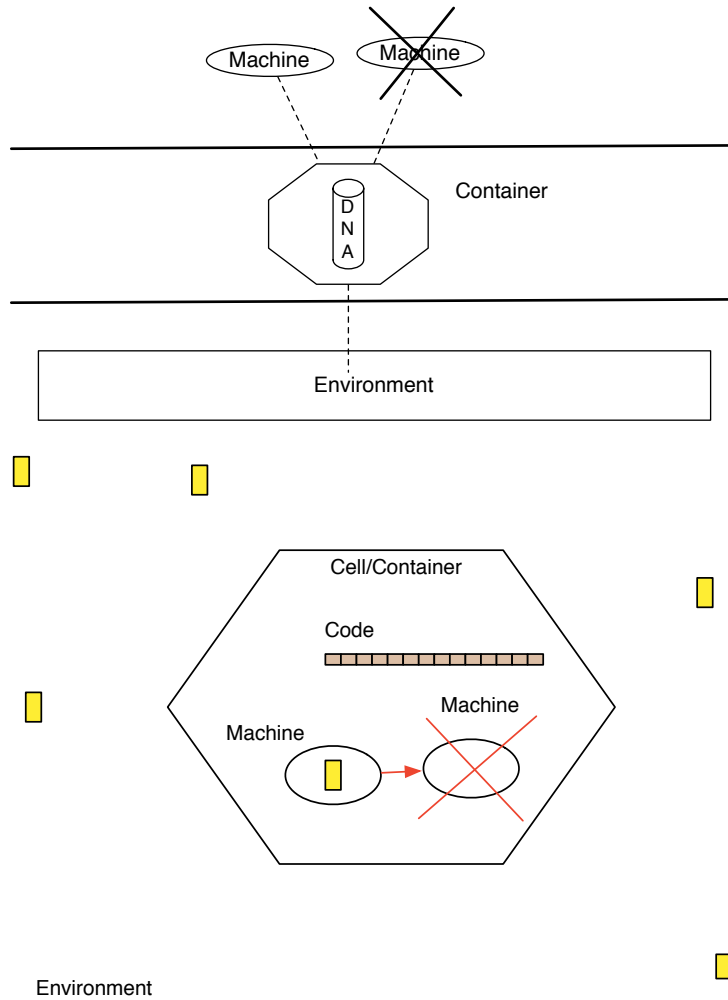 Machine
Machine
Container
D
N
A
Environment
Cell/Container
Code
Machine
Machine
Environment